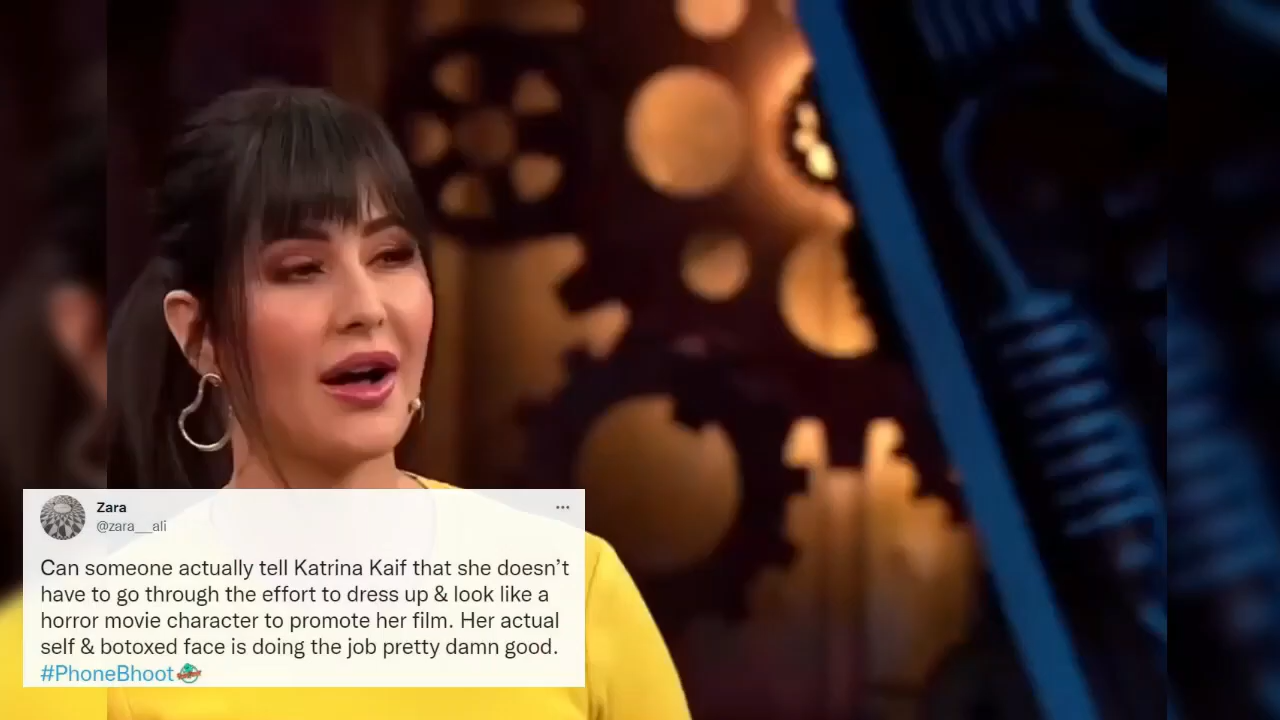 Zara
@zara__ali
Can someone actually tell Katrina Kaif that she doesn’t
have to go through the effort to dress up & look like a
horror movie character to promote her film. Her actual
self & botoxed face is doing the job pretty damn good.
#PhoneBhoot